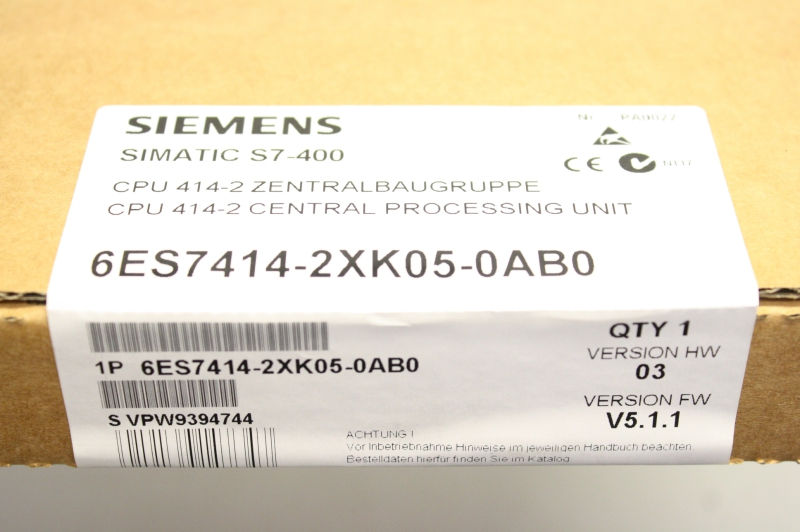 SIEMENS
SIMATIC S7-400
CPU 414-2 ZENTRALBAUGRUPPE
CPU 414-2 CENTRAL PROCESSING UNIT
6ES7414-2XK05-0AB0
CE N117
1P 6ES7414-2XK05-0AB0
S VPW9394744
QTY 1
VERSION HW
03
VERSION FW
V5.1.1
ACHTUNG !
Vor Inbetriebnahme Hinweise im jeweiligen Handbuch beachten.
Bestelldaten hierfür finden Sie im Katalog